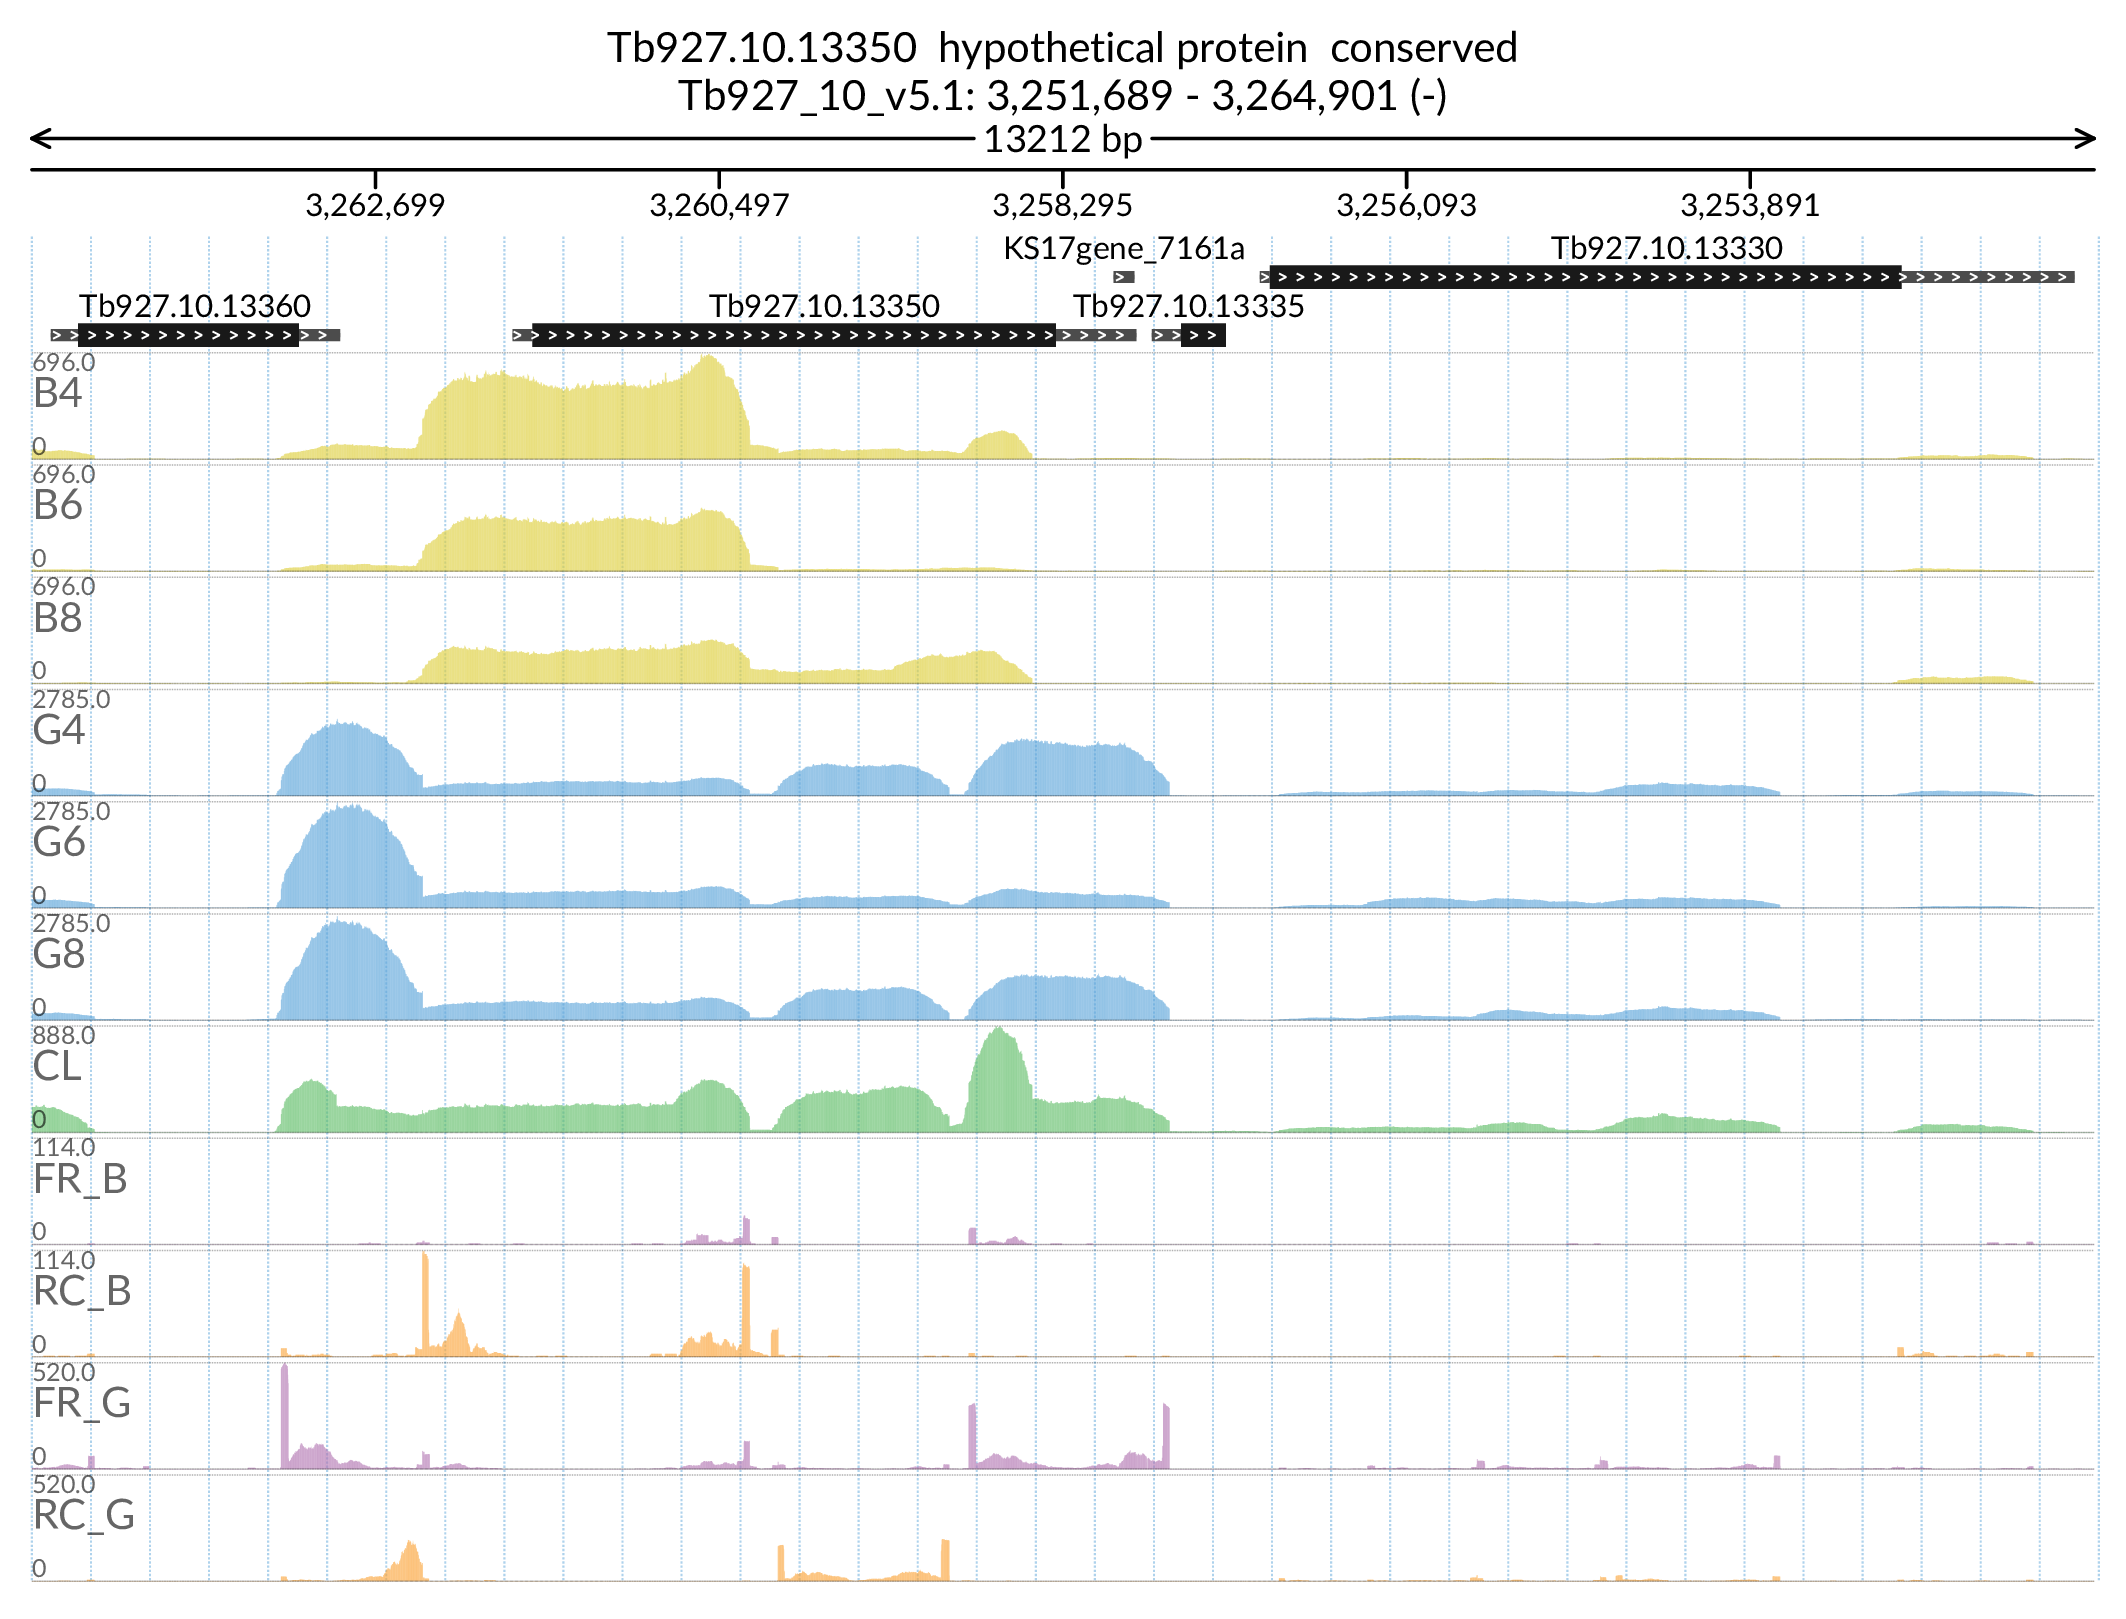 Tb927.10.13350  hypothetical protein  conserved
Tb927_10_v5.1: 3,251,689 - 3,264,901 (-)
13212 bp
3,262,699 3,260,497 3,258,295 3,256,093 3,253,891
KS17gene_7161a Tb927.10.13330
Tb927.10.13360 Tb927.10.13350 Tb927.10.13335
696.0
B4
0
696.0
B6
0
696.0
B8
0
2785.0
G4
0
2785.0
G6
0
2785.0
G8
0
888.0
CL
0
114.0
FR_B
0
114.0
RC_B
0
520.0
FR_G
0
520.0
RC_G
0